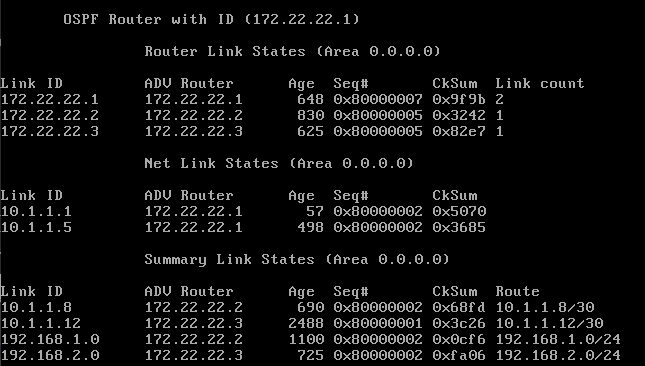 OSPF Router with ID (172.22.22.1)
Router Link States (Area 0.0.0.0)
Link ID ADV Router Age Seq# CkSum Link count
172.22.22.1 172.22.22.1 648 0x80000007 0x9f9b 2
172.22.22.2 172.22.22.2 830 0x80000005 0x3242 1
172.22.22.3 172.22.22.3 625 0x80000005 0x82e7 1
Net Link States (Area 0.0.0.0)
Link ID ADV Router Age Seq# CkSum
10.1.1.1 172.22.22.1 57 0x80000002 0x5070
10.1.1.5 172.22.22.1 498 0x80000002 0x3685
Summary Link States (Area 0.0.0.0)
Link ID ADV Router Age Seq# CkSum Route
10.1.1.8 172.22.22.2 690 0x80000002 0x68fd 10.1.1.8/30
10.1.1.12 172.22.22.3 2488 0x80000001 0x3c26 10.1.1.12/30
192.168.1.0 172.22.22.2 1100 0x80000002 0x0cf6 192.168.1.0/24
192.168.2.0 172.22.22.3 725 0x80000002 0xfa06 192.168.2.0/24